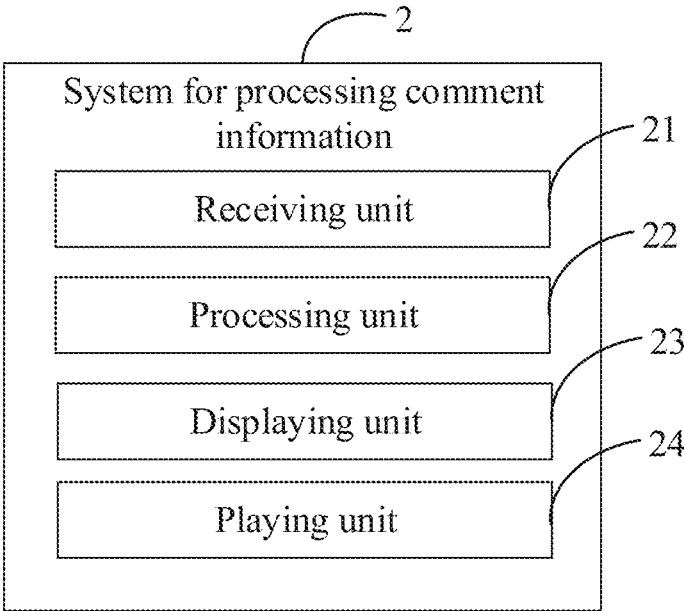 2
System for processing comment
information
21
Receiving unit
22
Processing unit
23
Displaying unit
24
Playing unit